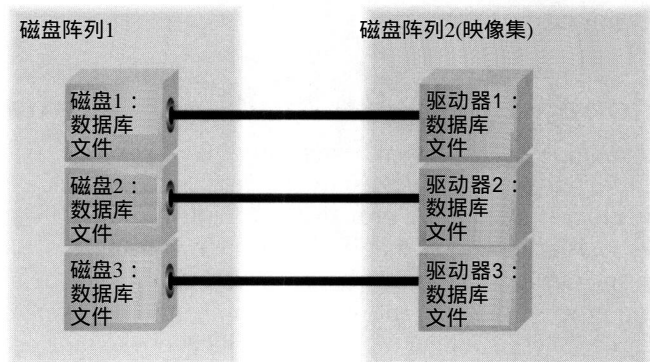 磁盘阵列1
磁盘阵列2(映像集)
磁盘1：
数据库
文件
驱动器1：
数据库
文件
磁盘2：
数据库
文件
驱动器2：
数据库
文件
磁盘3：
数据库
文件
驱动器3：
数据库
文件